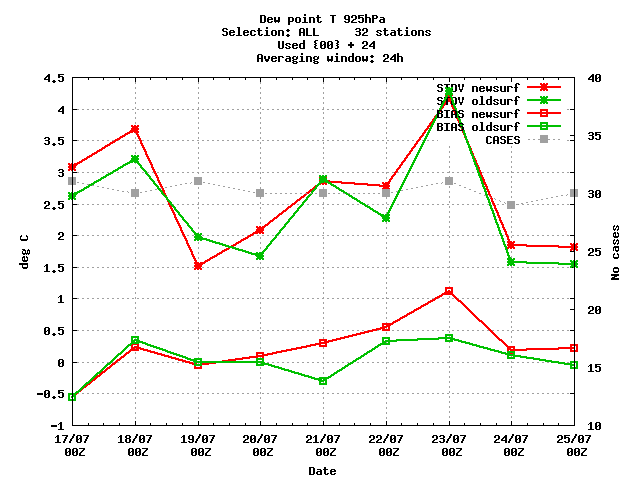 Dew point T 925hPa
Selection: ALL     32 stations
Used {00} + 24
Averaging window: 24h
STDV newsurf
STDV oldsurf
BIAS newsurf
BIAS oldsurf
CASES
deg C
4.5
4
3.5
3
2.5
2
1.5
1
0.5
0
-0.5
-1
No cases
40
35
30
25
20
15
10
17/07 18/07 19/07 20/07 21/07 22/07 23/07 24/07 25/07
00Z 00Z 00Z 00Z 00Z 00Z 00Z 00Z 00Z
Date